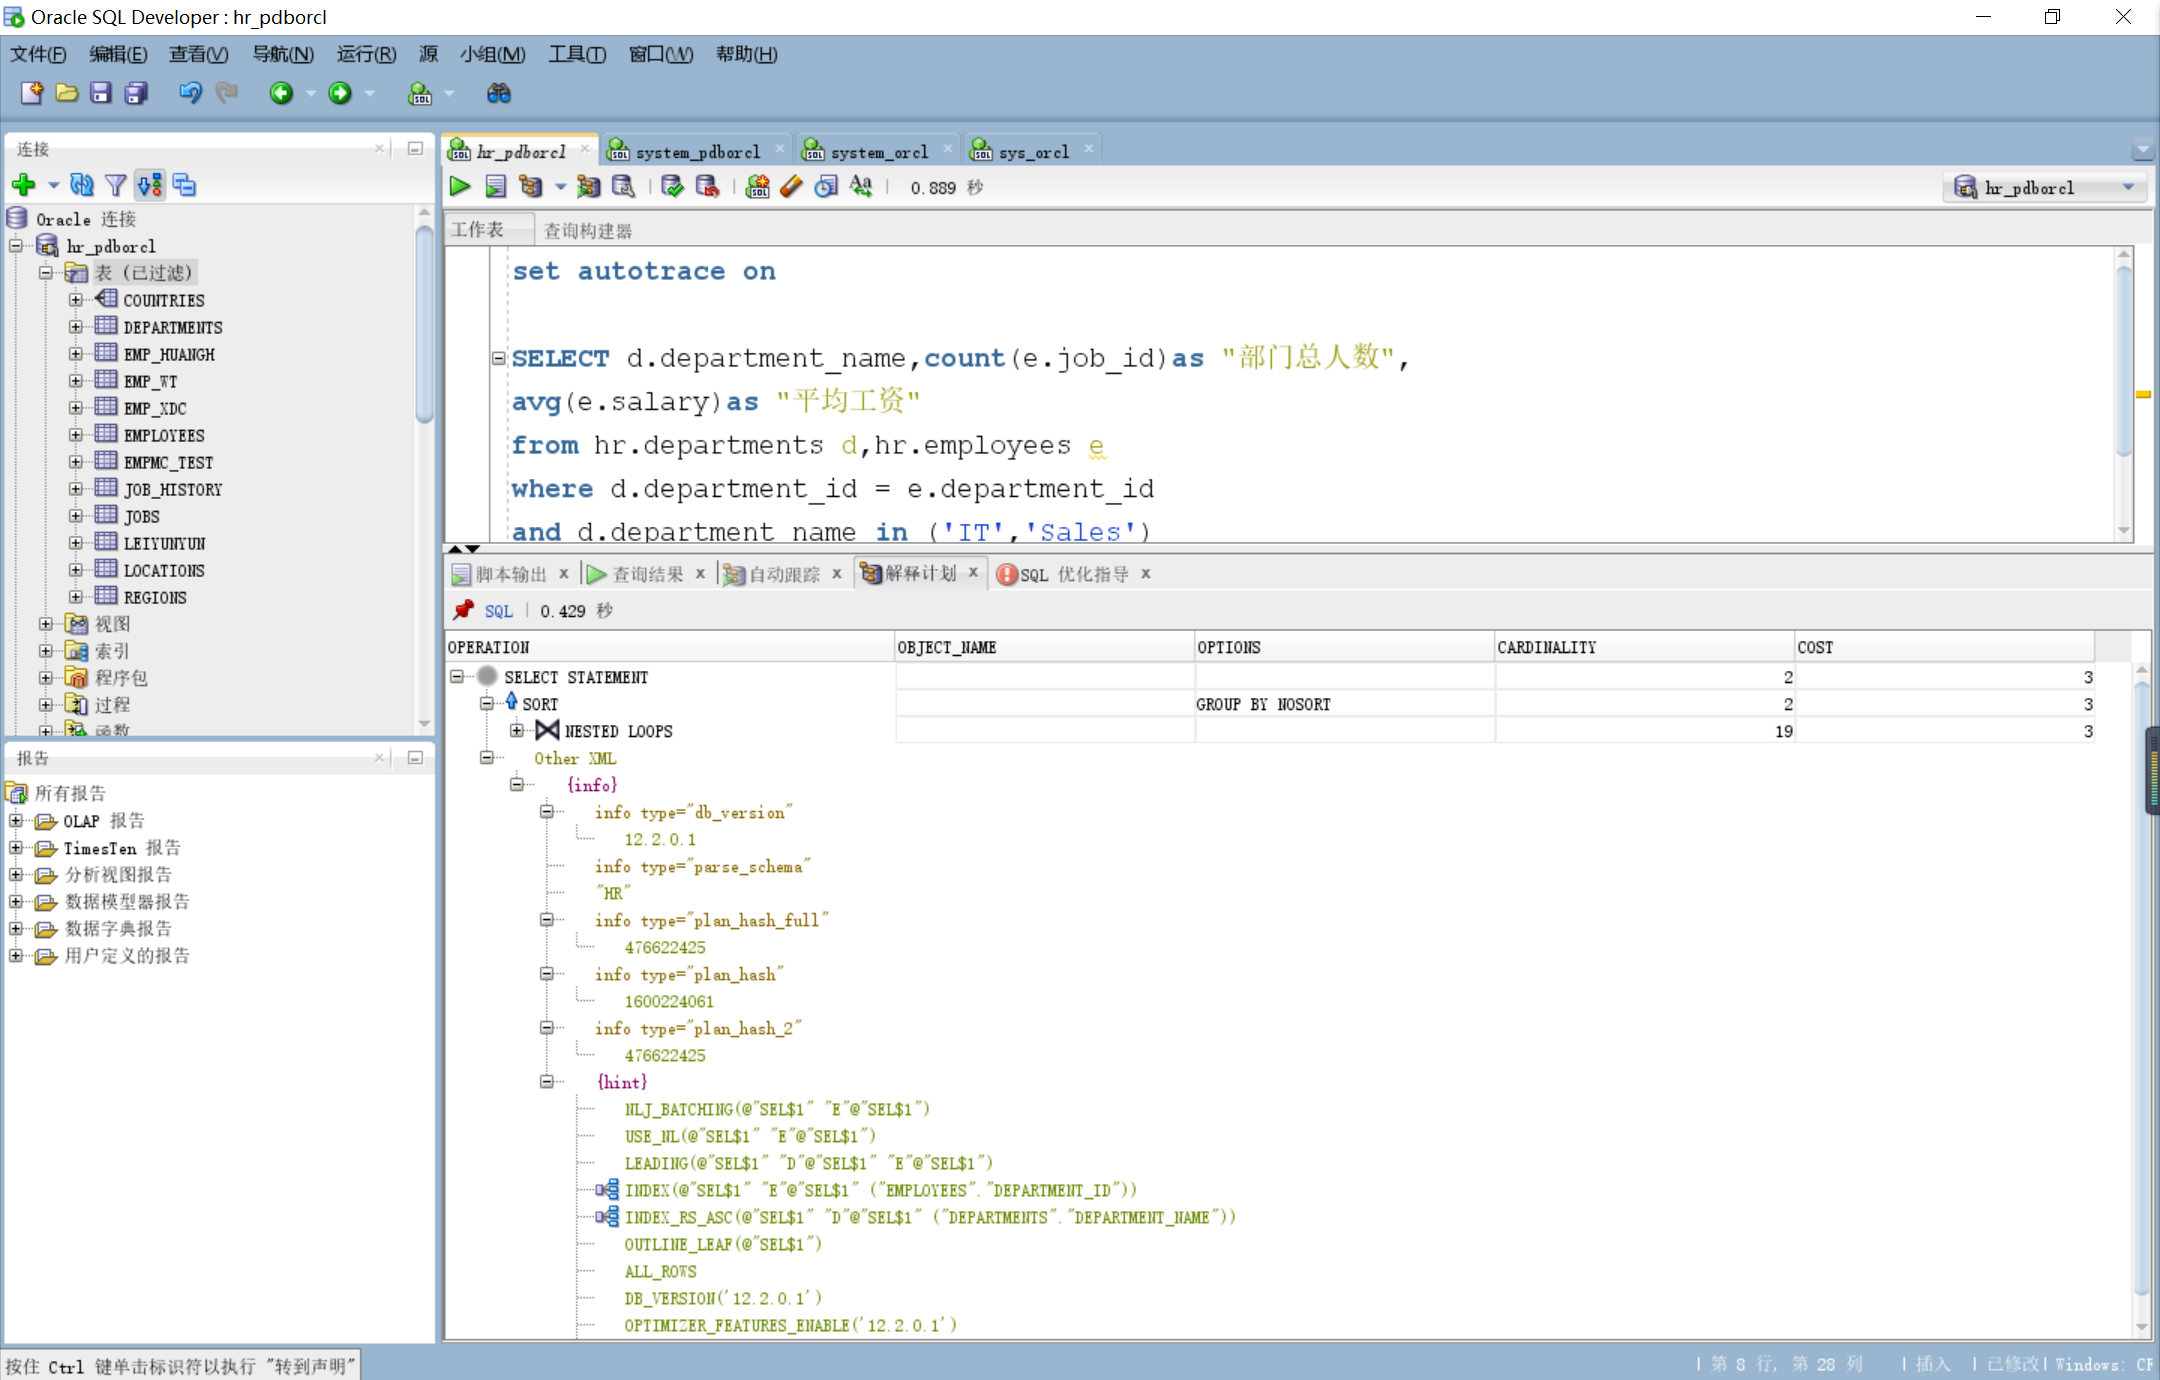 Oracle SQL Developer : hr_pdborcl
文件(F) 编辑(E) 查看(V) 导航(N) 运行(R) 源 小组(M) 工具(T) 窗口(W) 帮助(H)
连接
Oracle 连接
hr_pdborcl
表 (已过滤)
COUNTRIES
DEPARTMENTS
EMP_HUANGH
EMP_WT
EMP_XDC
EMPLOYEES
EMPMC_TEST
JOB_HISTORY
JOBS
LEIYUNYUN
LOCATIONS
REGIONS
视图
索引
程序包
过程
函数
报告
所有报告
OLAP 报告
TimesTen 报告
分析视图报告
数据模型器报告
数据字典报告
用户定义的报告
hr_pdborcl system_pdborcl system_orcl sys_orcl
0.889 秒 hr_pdborcl
工作表 查询构建器
set autotrace on
SELECT d.department_name,count(e.job_id)as "部门总人数",
avg(e.salary)as "平均工资"
from hr.departments d,hr.employees e
where d.department_id = e.department_id
and d.department_name in ('IT','Sales')
脚本输出 x 查询结果 x 自动跟踪 x 解释计划 x SQL 优化指导 x
SQL 0.429 秒
OPERATION OBJECT_NAME OPTIONS CARDINALITY COST
SELECT STATEMENT 2 3
SORT GROUP BY NOSORT 2 3
NESTED LOOPS 19 3
Other XML
{info}
info type="db_version"
12.2.0.1
info type="parse_schema"
"HR"
info type="plan_hash_full"
476622425
info type="plan_hash"
1600224061
info type="plan_hash_2"
476622425
{hint}
NLJ_BATCHING(@"SEL$1" "E"@"SEL$1")
USE_NL(@"SEL$1" "E"@"SEL$1")
LEADING(@"SEL$1" "D"@"SEL$1" "E"@"SEL$1")
INDEX(@"SEL$1" "E"@"SEL$1" ("EMPLOYEES"."DEPARTMENT_ID"))
INDEX_RS_ASC(@"SEL$1" "D"@"SEL$1" ("DEPARTMENTS"."DEPARTMENT_NAME"))
OUTLINE_LEAF(@"SEL$1")
ALL_ROWS
DB_VERSION('12.2.0.1')
OPTIMIZER_FEATURES_ENABLE('12.2.0.1')
按住 Ctrl 键单击标识符以执行 "转到声明" | 第 8 行, 第 28 列 | 插入 | 已修改| Windows: CF